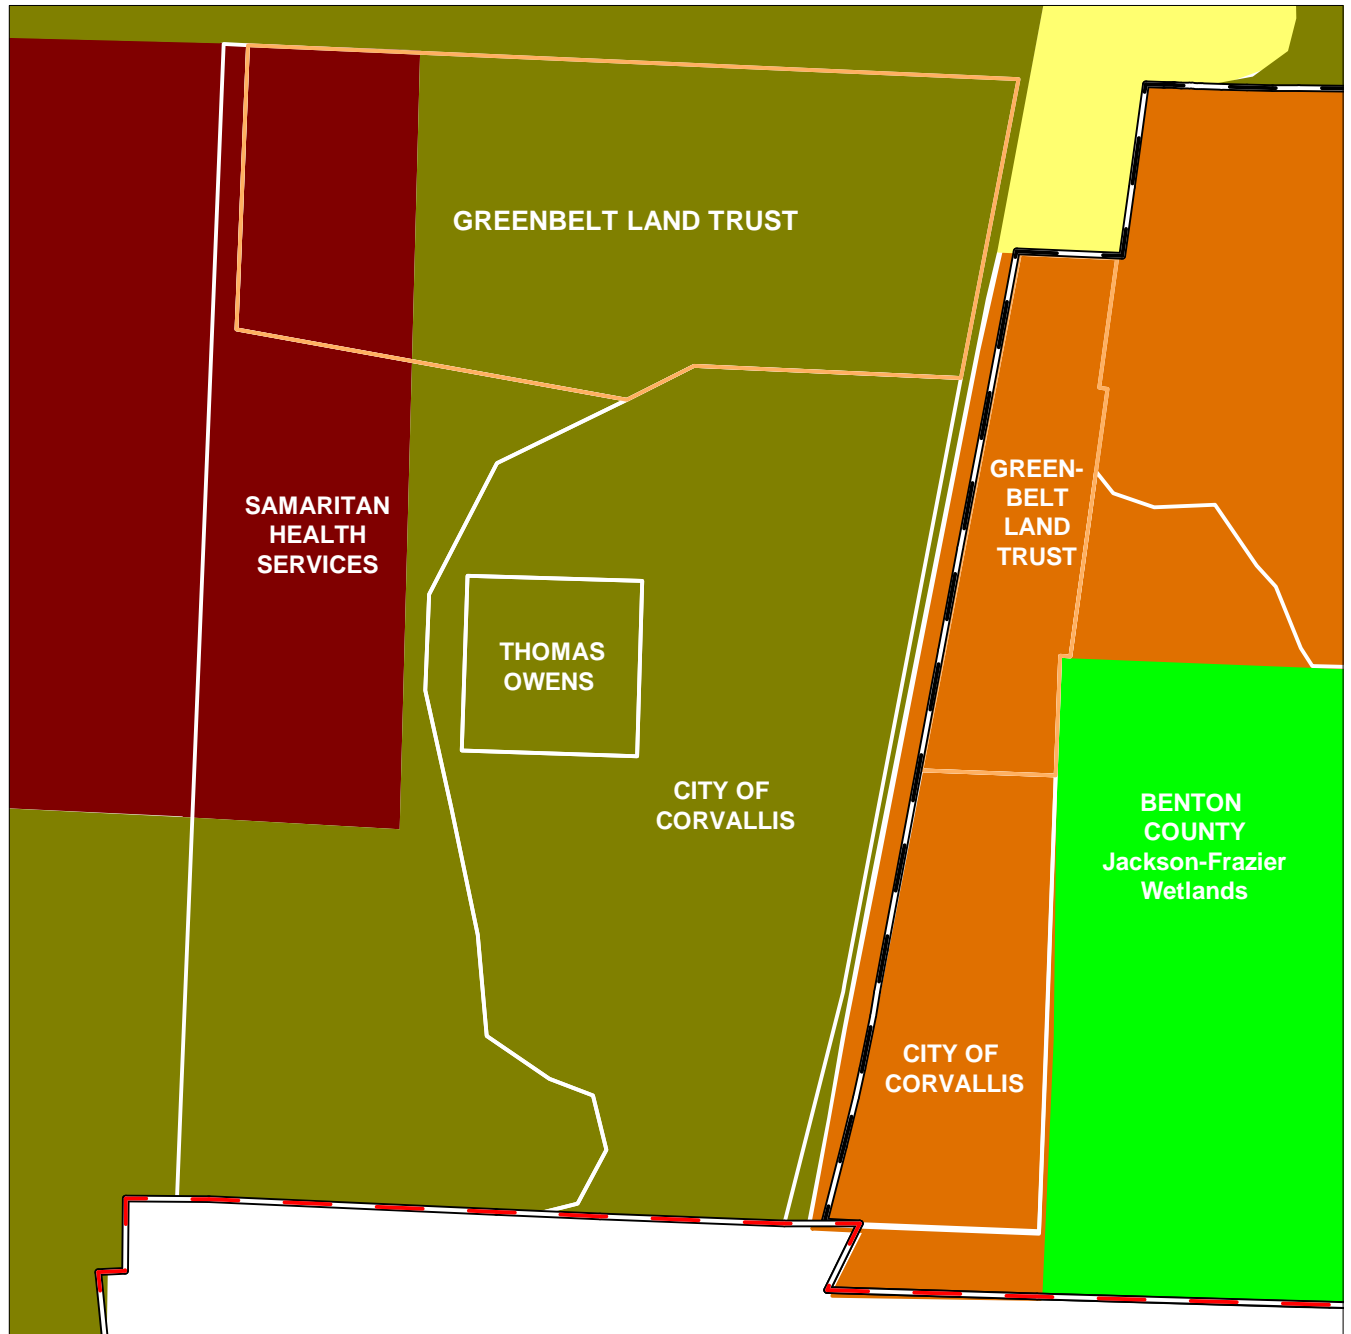 GREENBELT LAND TRUST
GREEN-
BELT
LAND
TRUST
SAMARITAN
HEALTH
SERVICES
THOMAS
OWENS
CITY OF
CORVALLIS
BENTON
COUNTY
Jackson-Frazier
Wetlands
CITY OF
CORVALLIS